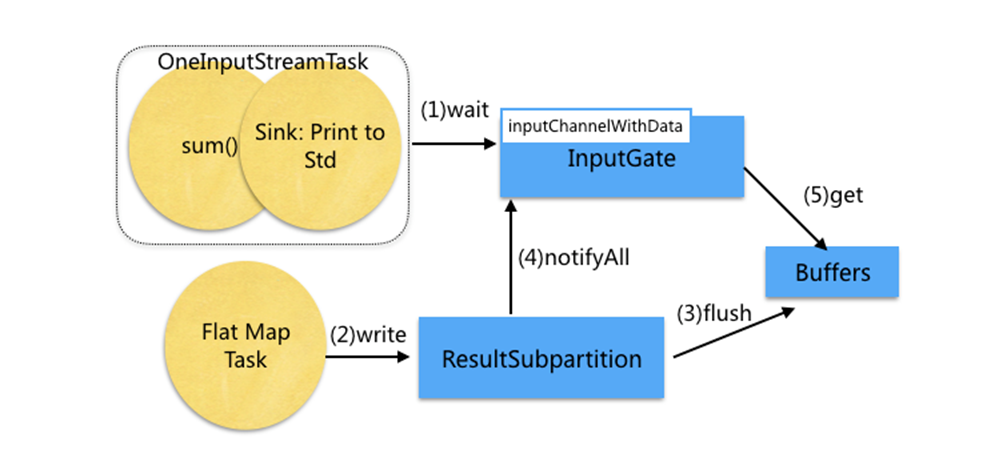 OneInputStreamTask
sum()
Sink: Print to
Std
(1)wait
inputChannelWithData
InputGate
(5)get
(4)notifyAll
Buffers
Flat Map
Task
(2)write
ResultSubpartition
(3)flush